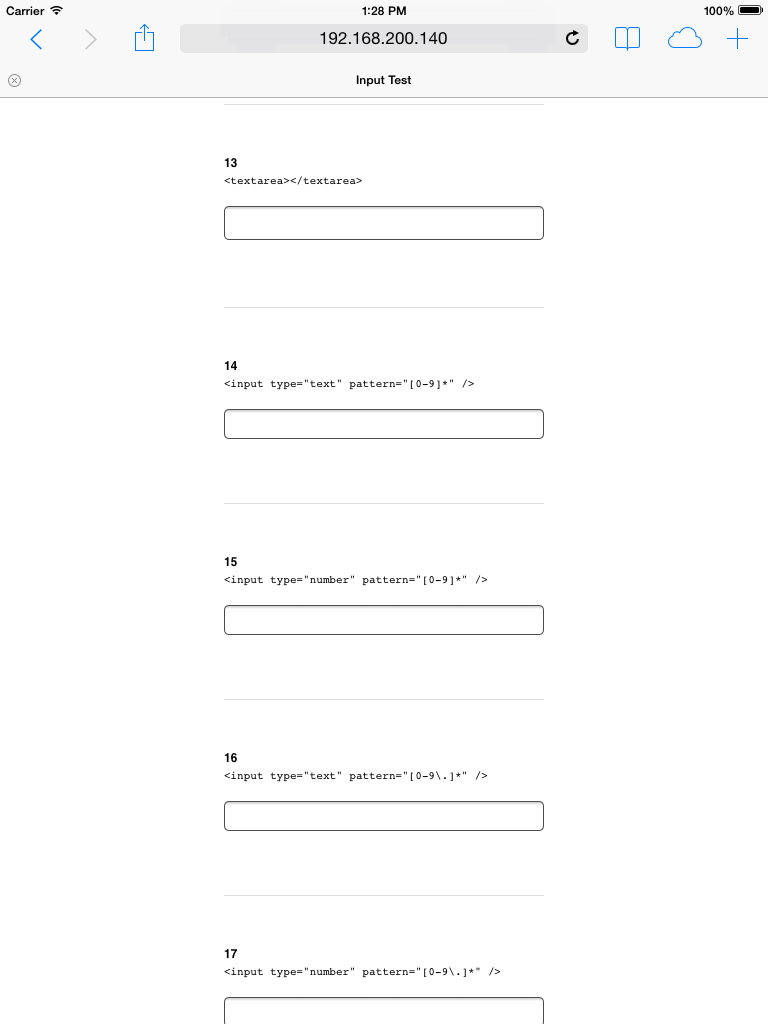 Carrier 1:28 PM 100%
192.168.200.140
Input Test
13
<textarea></textarea>
14
<input type="text" pattern="[0-9]*" />
15
<input type="number" pattern="[0-9]*" />
16
<input type="text" pattern="[0-9\.]*" />
17
<input type="number" pattern="[0-9\.]*" />